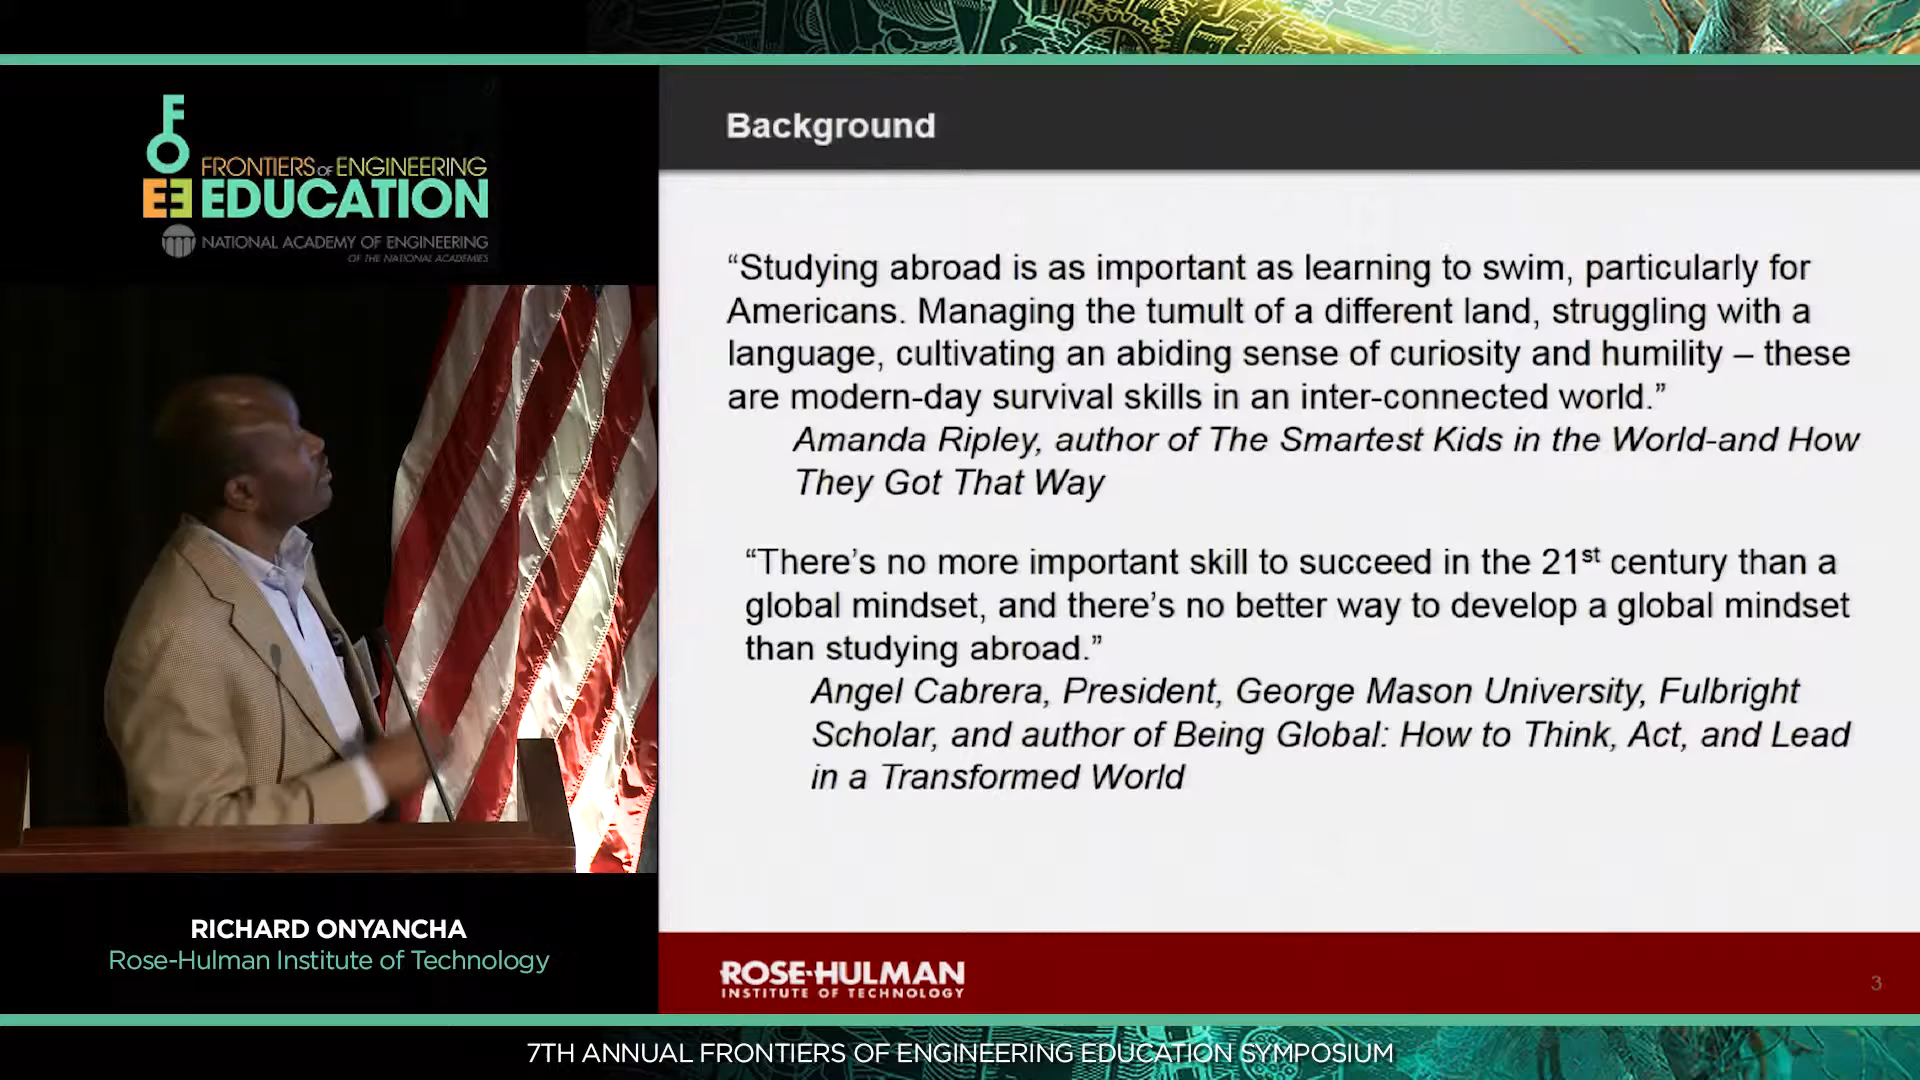 FOEE
FRONTIERS OF ENGINEERING
EDUCATION
NATIONAL ACADEMY OF ENGINEERING
OF THE NATIONAL ACADEMIES
Background
“Studying abroad is as important as learning to swim, particularly for
Americans. Managing the tumult of a different land, struggling with a
language, cultivating an abiding sense of curiosity and humility – these
are modern-day survival skills in an inter-connected world.”
Amanda Ripley, author of The Smartest Kids in the World-and How
They Got That Way
“There’s no more important skill to succeed in the 21st century than a
global mindset, and there’s no better way to develop a global mindset
than studying abroad.”
Angel Cabrera, President, George Mason University, Fulbright
Scholar, and author of Being Global: How to Think, Act, and Lead
in a Transformed World
RICHARD ONYANCHA
Rose-Hulman Institute of Technology
ROSE-HULMAN
INSTITUTE OF TECHNOLOGY
3
7TH ANNUAL FRONTIERS OF ENGINEERING EDUCATION SYMPOSIUM